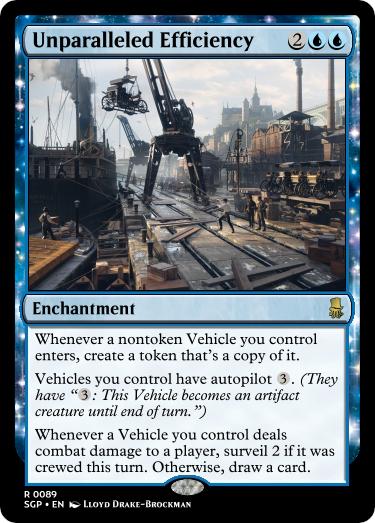 Unparalleled Efficiency 2
Enchantment
Whenever a nontoken Vehicle you control
enters, create a token that's a copy of it.
Vehicles you control have autopilot 3. (They
have “3: This Vehicle becomes an artifact
creature until end of turn.”)
Whenever a Vehicle you control deals
combat damage to a player, surveil 2 if it was
crewed this turn. Otherwise, draw a card.
R 0089
SGP • EN Lloyd Drake-Brockman